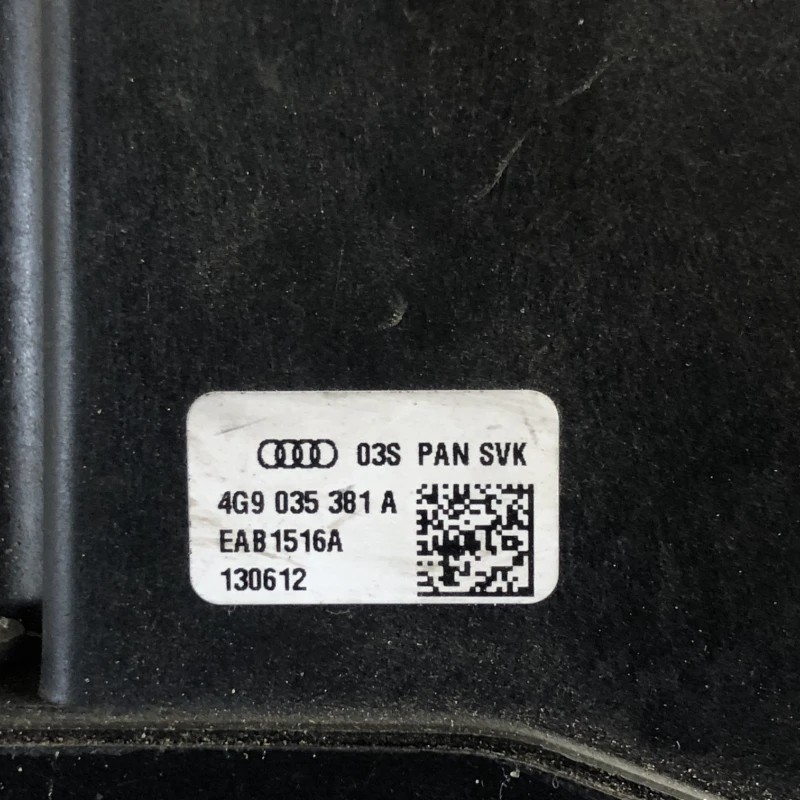 03S PAN SVK
4G9 035 381 A
EAB1516A
130612